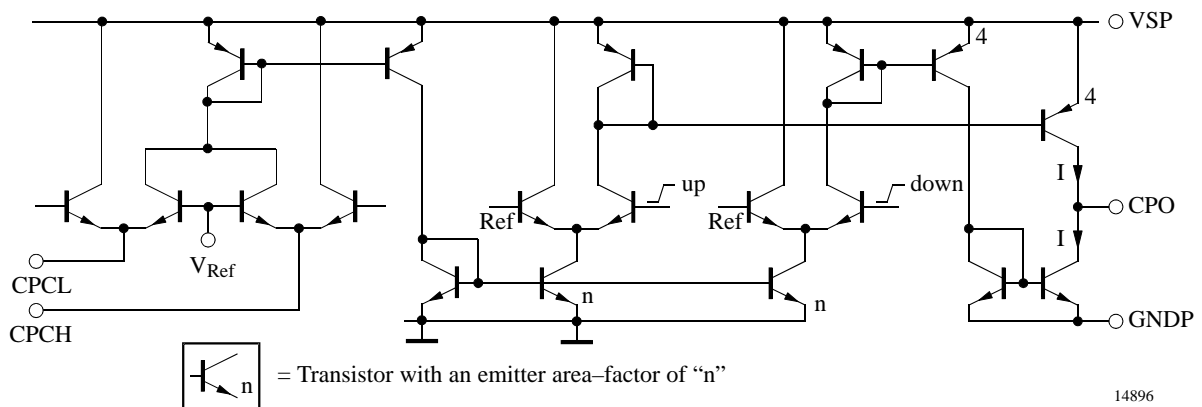 VSP
4
4
up
down
I
Ref
Ref
CPO
VRef
I
CPCL
n
n
CPCH
GNDP
n
= Transistor with an emitter area–factor of “n”
14896